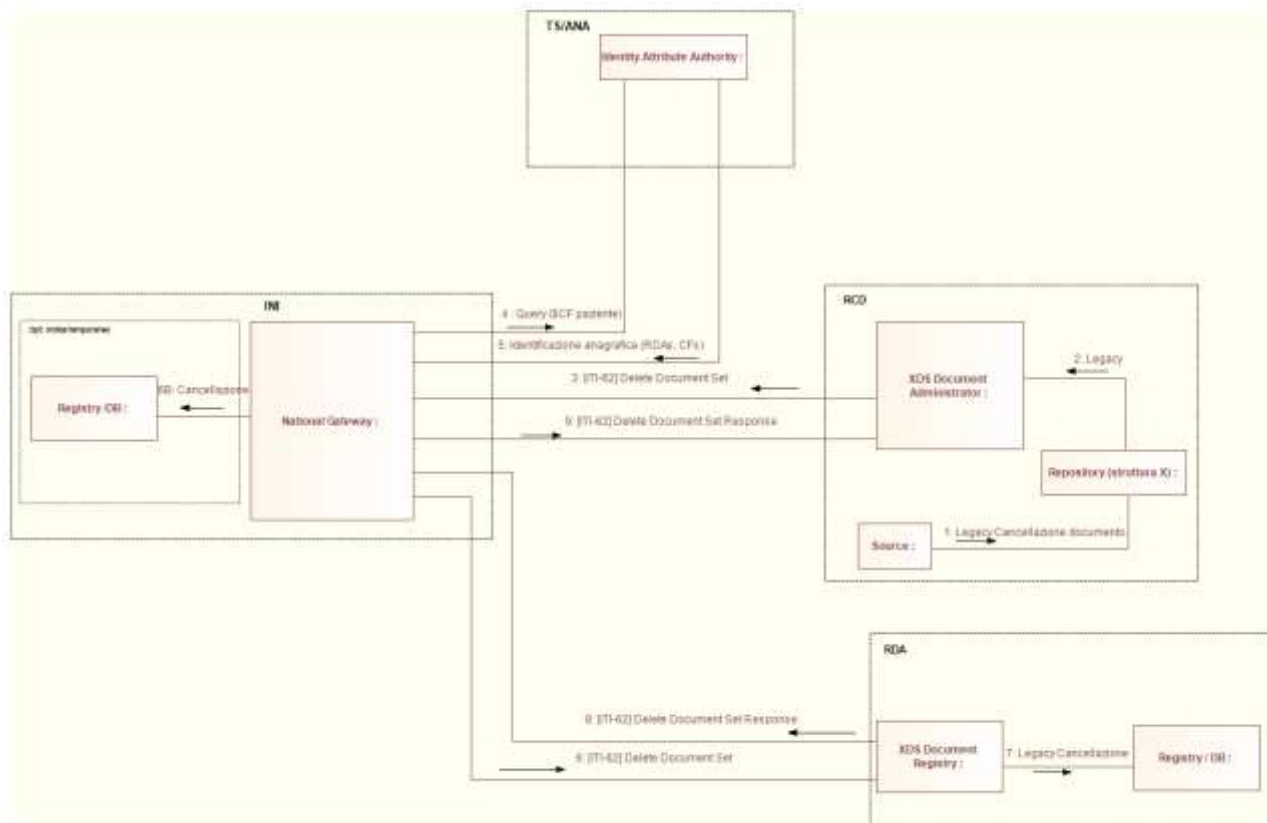 TS/ANA
Identity Attribute Authority :
INI
RCD
4 : Query ($CF paziente)
5: Identificazione anagrafica (RDAs, CFs)
National Gateway :
6B: Cancellazione
Registry /DB :
3: [ITI-62] Delete Document Set
9: [ITI-62] Delete Document Set Response
XDS Document
Administrator :
2: Legacy
Repository (struttura X) :
1: Legacy Cancellazione documento
Source :
RDA
8: [ITI-62] Delete Document Set Response
6: [ITI-62] Delete Document Set
XDS Document
Registry :
7: Legacy Cancellazione
Registry / DB :